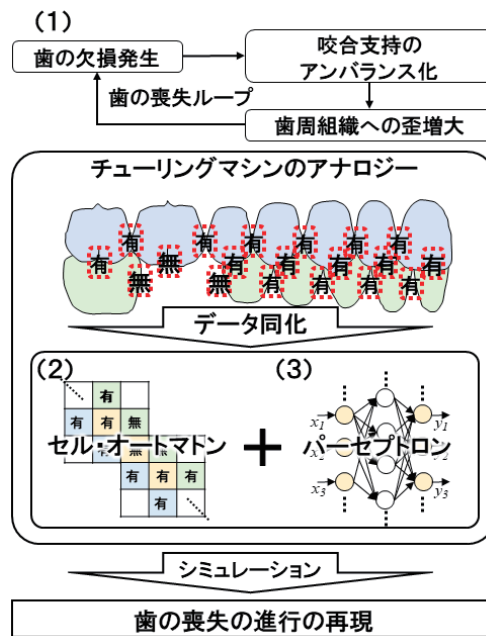 (1)
歯の欠損発生
咬合支持の
アンバランス化
歯の喪失ループ
歯周組織への歪増大
チューリングマシンのアナロジー
有 有 無 有 有 有 有 有 有 有
無 無 有 有 有 有 有 有
データ同化
(2)
有
有 有 無
セル・オートマトン
有 有 有
有
+
(3)
x1 y1
パーセプトロン
x3 y3
シミュレーション
歯の喪失の進行の再現